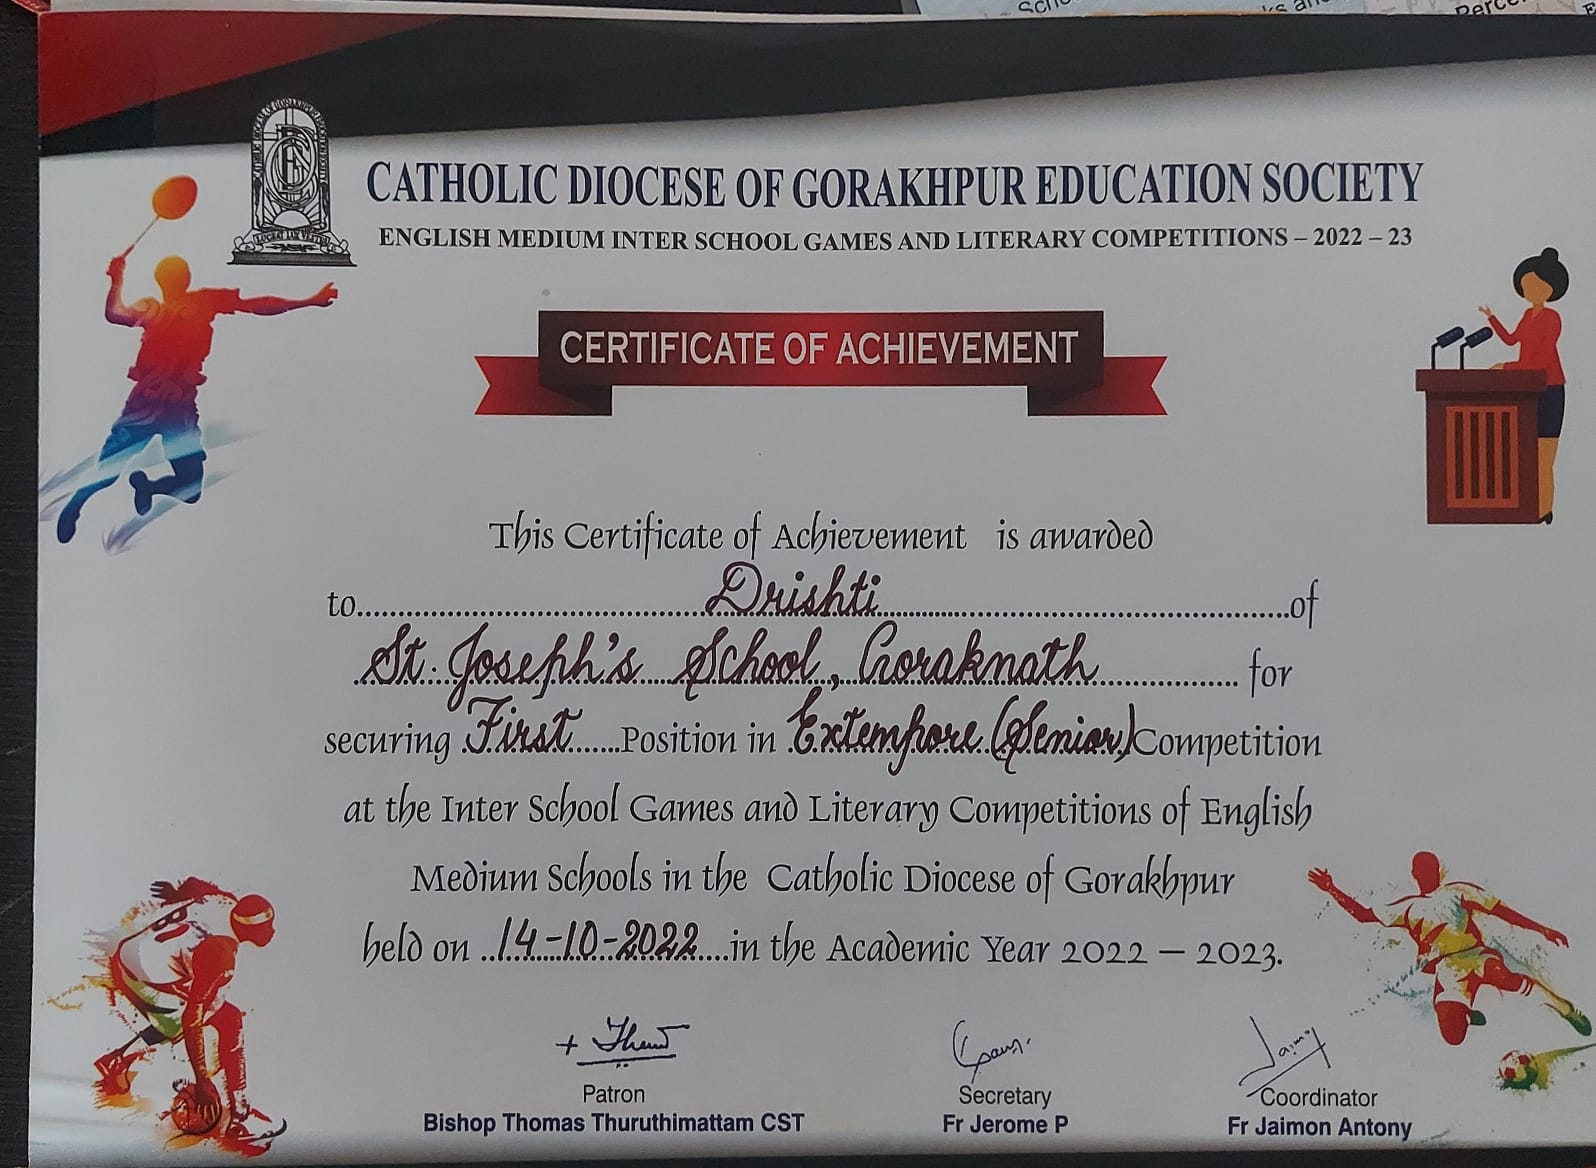 CATHOLIC DIOCESE OF GORAKHPUR EDUCATION SOCIETY
ENGLISH MEDIUM INTER SCHOOL GAMES AND LITERARY COMPETITIONS – 2022 – 23
CERTIFICATE OF ACHIEVEMENT
This Certificate of Achievement is awarded
to Drishti of
St. Joseph's School, Goraknath for
securing First Position in Extempore (Senior) Competition
at the Inter School Games and Literary Competitions of English
Medium Schools in the Catholic Diocese of Gorakhpur
held on 14-10-2022 in the Academic Year 2022 – 2023.
Jaimon
Patron Secretary Coordinator
Bishop Thomas Thuruthimattam CST Fr Jerome P Fr Jaimon Antony